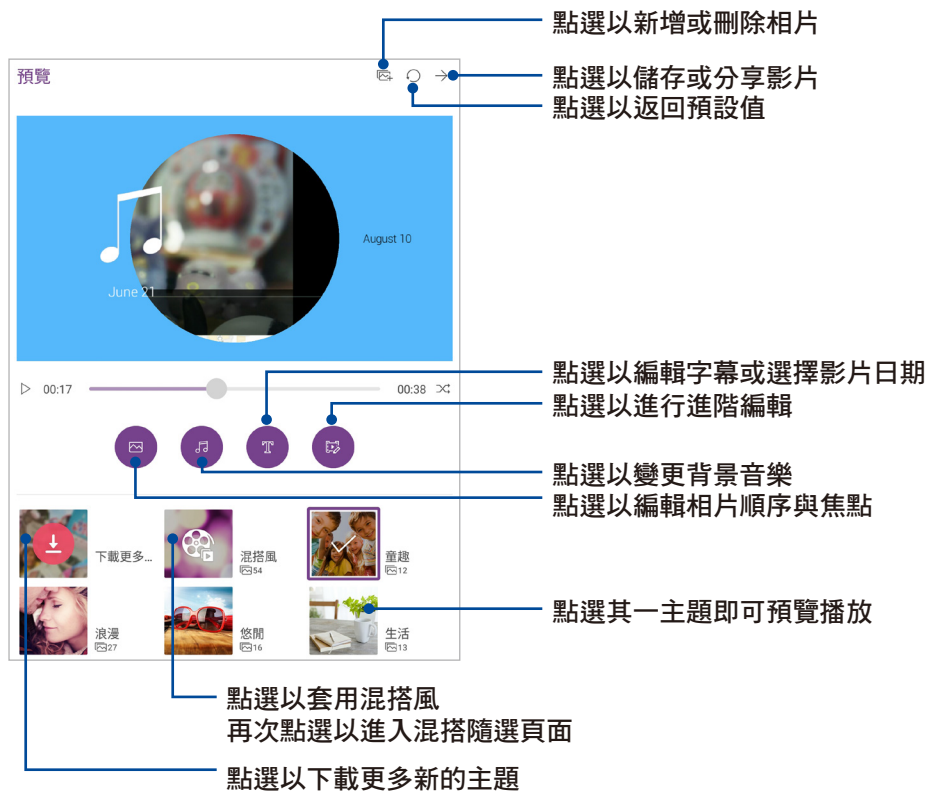 點選以新增或刪除相片
預覽
點選以儲存或分享影片
點選以返回預設值
August 10
June 21
00:17
00:38
點選以編輯字幕或選擇影片日期
點選以進行進階編輯
點選以變更背景音樂
點選以編輯相片順序與焦點
下載更多...
混搭風
54
童趣
12
點選其一主題即可預覽播放
浪漫
27
悠閒
16
生活
13
點選以套用混搭風
再次點選以進入混搭隨選頁面
點選以下載更多新的主題